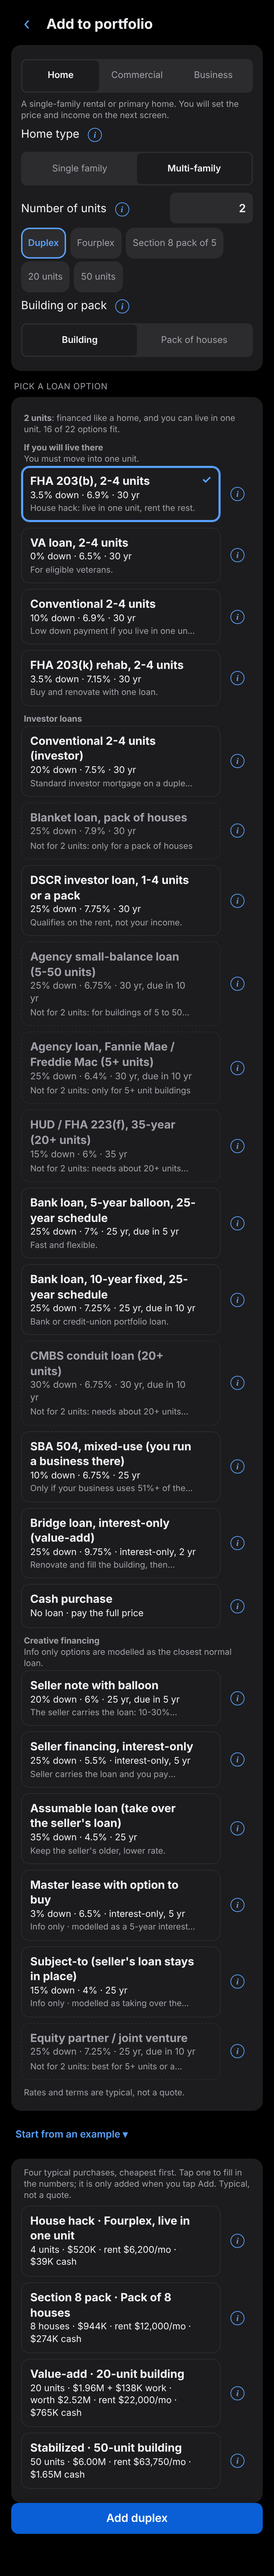 Add to portfolio
Home
Commercial
Business
A single-family rental or primary home. You will set the
price and income on the next screen.
Home type
Single family
Multi-family
Number of units
2
Duplex
Fourplex
Section 8 pack of 5
20 units
50 units
Building or pack
Building
Pack of houses
PICK A LOAN OPTION
2 units: financed like a home, and you can live in one
unit. 16 of 22 options fit.
If you will live there
You must move into one unit.
FHA 203(b), 2-4 units
3.5% down · 6.9% · 30 yr
House hack: live in one unit, rent the rest.
VA loan, 2-4 units
0% down · 6.5% · 30 yr
For eligible veterans.
Conventional 2-4 units
10% down · 6.9% · 30 yr
Low down payment if you live in one un...
FHA 203(k) rehab, 2-4 units
3.5% down · 7.15% · 30 yr
Buy and renovate with one loan.
Investor loans
Conventional 2-4 units
(investor)
20% down · 7.5% · 30 yr
Standard investor mortgage on a duple...
Blanket loan, pack of houses
25% down · 7.9% · 30 yr
Not for 2 units: only for a pack of houses
DSCR investor loan, 1-4 units
or a pack
25% down · 7.75% · 30 yr
Qualifies on the rent, not your income.
Agency small-balance loan
(5-50 units)
25% down · 6.75% · 30 yr, due in 10
yr
Not for 2 units: for buildings of 5 to 50...
Agency loan, Fannie Mae /
Freddie Mac (5+ units)
25% down · 6.4% · 30 yr, due in 10 yr
Not for 2 units: only for 5+ unit buildings
HUD / FHA 223(f), 35-year
(20+ units)
15% down · 6% · 35 yr
Not for 2 units: needs about 20+ units...
Bank loan, 5-year balloon, 25-
year schedule
25% down · 7% · 25 yr, due in 5 yr
Fast and flexible.
Bank loan, 10-year fixed, 25-
year schedule
25% down · 7.25% · 25 yr, due in 10 yr
Bank or credit-union portfolio loan.
CMBS conduit loan (20+
units)
30% down · 6.75% · 30 yr, due in 10
yr
Not for 2 units: needs about 20+ units...
SBA 504, mixed-use (you run
a business there)
10% down · 6.75% · 25 yr
Only if your business uses 51%+ of the...
Bridge loan, interest-only
(value-add)
25% down · 9.75% · interest-only, 2 yr
Renovate and fill the building, then...
Cash purchase
No loan · pay the full price
Creative financing
Info only options are modelled as the closest normal
loan.
Seller note with balloon
20% down · 6% · 25 yr, due in 5 yr
The seller carries the loan: 10-30%...
Seller financing, interest-only
25% down · 5.5% · interest-only, 5 yr
Seller carries the loan and you pay...
Assumable loan (take over
the seller's loan)
35% down · 4.5% · 25 yr
Keep the seller's older, lower rate.
Master lease with option to
buy
3% down · 6.5% · interest-only, 5 yr
Info only · modelled as a 5-year interest...
Subject-to (seller's loan stays
in place)
15% down · 4% · 25 yr
Info only · modelled as taking over the...
Equity partner / joint venture
25% down · 7.25% · 25 yr, due in 10 yr
Not for 2 units: best for 5+ units or a...
Rates and terms are typical, not a quote.
Start from an example ▾
Four typical purchases, cheapest first. Tap one to fill in
the numbers; it is only added when you tap Add. Typical,
not a quote.
House hack · Fourplex, live in
one unit
4 units · $520K · rent $6,200/mo ·
$39K cash
Section 8 pack · Pack of 8
houses
8 houses · $944K · rent $12,000/mo ·
$274K cash
Value-add · 20-unit building
20 units · $1.96M + $138K work ·
worth $2.52M · rent $22,000/mo ·
$765K cash
Stabilized · 50-unit building
50 units · $6.00M · rent $63,750/mo ·
$1.65M cash
Add duplex